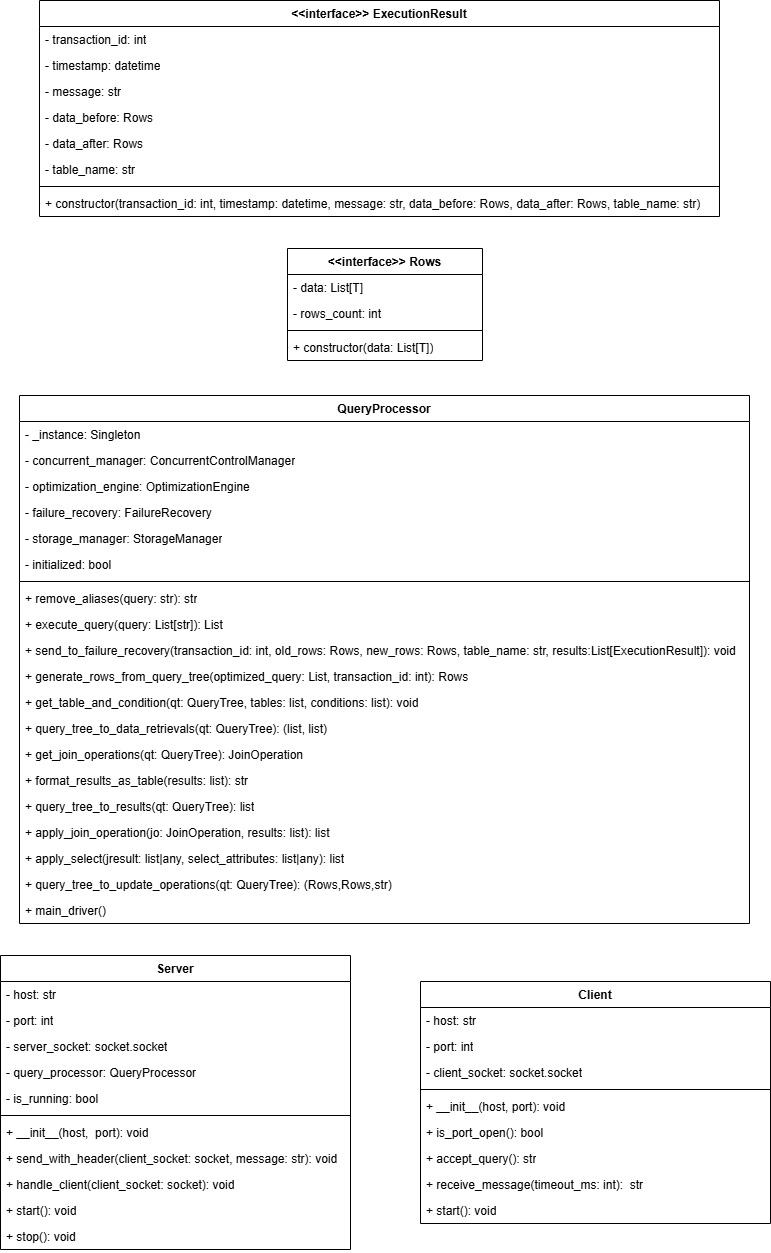 <<interface>> ExecutionResult
- transaction_id: int
- timestamp: datetime
- message: str
- data_before: Rows
- data_after: Rows
- table_name: str
+ constructor(transaction_id: int, timestamp: datetime, message: str, data_before: Rows, data_after: Rows, table_name: str)
<<interface>> Rows
- data: List[T]
- rows_count: int
+ constructor(data: List[T])
QueryProcessor
- _instance: Singleton
- concurrent_manager: ConcurrentControlManager
- optimization_engine: OptimizationEngine
- failure_recovery: FailureRecovery
- storage_manager: StorageManager
- initialized: bool
+ remove_aliases(query: str): str
+ execute_query(query: List[str]): List
+ send_to_failure_recovery(transaction_id: int, old_rows: Rows, new_rows: Rows, table_name: str, results:List[ExecutionResult]): void
+ generate_rows_from_query_tree(optimized_query: List, transaction_id: int): Rows
+ get_table_and_condition(qt: QueryTree, tables: list, conditions: list): void
+ query_tree_to_data_retrievals(qt: QueryTree): (list, list)
+ get_join_operations(qt: QueryTree): JoinOperation
+ format_results_as_table(results: list): str
+ query_tree_to_results(qt: QueryTree): list
+ apply_join_operation(jo: JoinOperation, results: list): list
+ apply_select(jresult: list|any, select_attributes: list|any): list
+ query_tree_to_update_operations(qt: QueryTree): (Rows,Rows,str)
+ main_driver()
Server
- host: str
- port: int
- server_socket: socket.socket
- query_processor: QueryProcessor
- is_running: bool
+ __init__(host,  port): void
+ send_with_header(client_socket: socket, message: str): void
+ handle_client(client_socket: socket): void
+ start(): void
+ stop(): void
Client
- host: str
- port: int
- client_socket: socket.socket
+ __init__(host, port): void
+ is_port_open(): bool
+ accept_query(): str
+ receive_message(timeout_ms: int):  str
+ start(): void